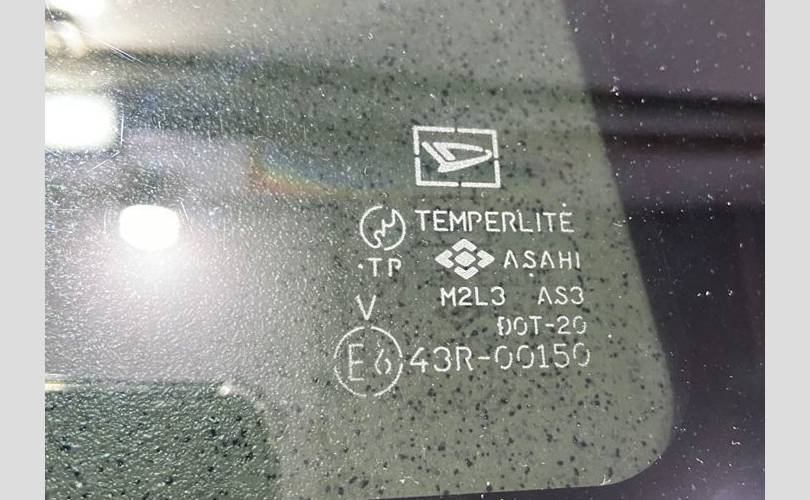 TEMPERLITE
TP ASAHI
M2L3 AS3
V
DOT-20
E6 43R-00150